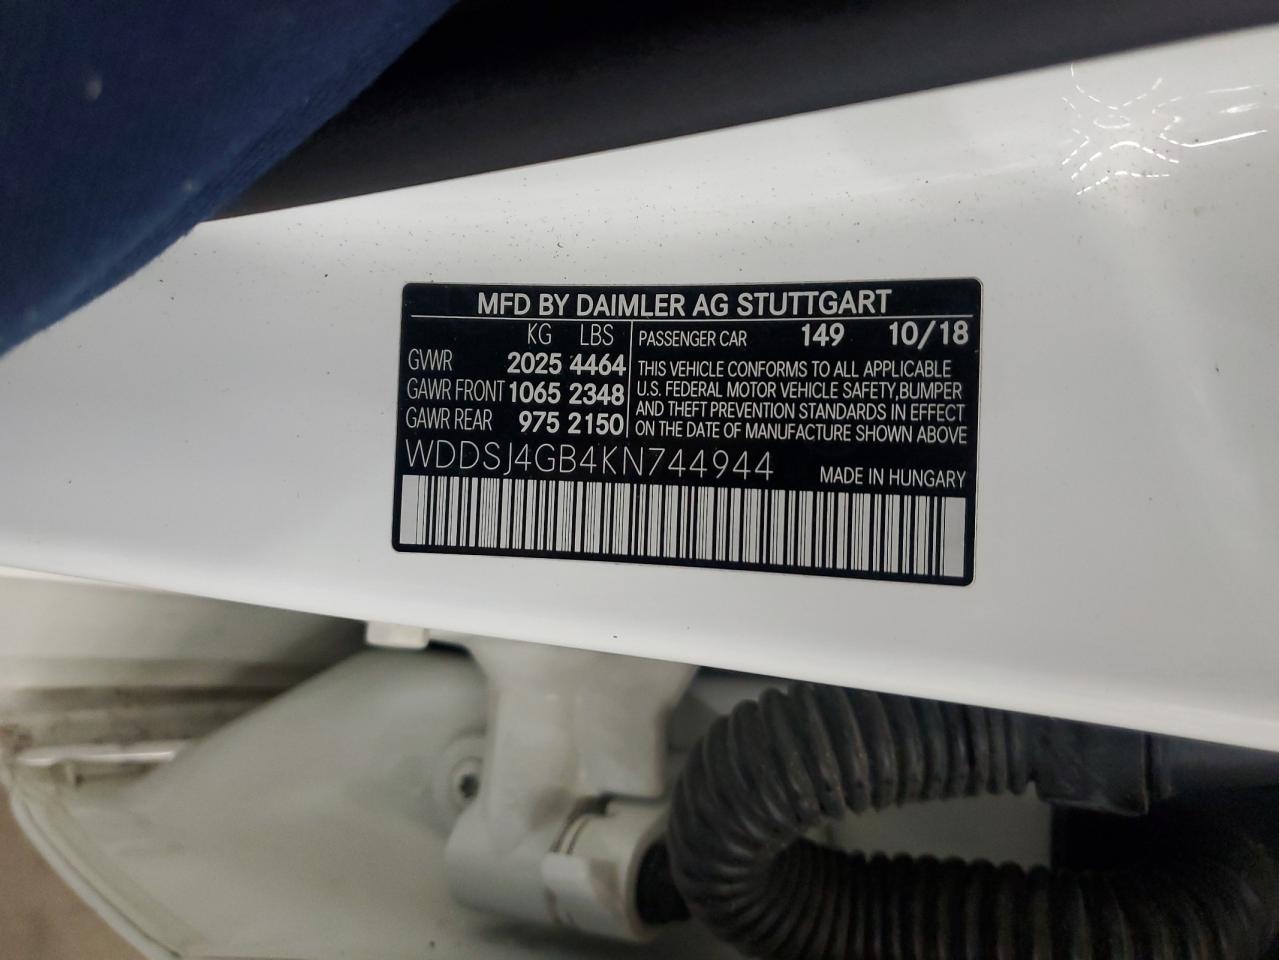 MFD BY DAIMLER AG STUTTGART
KG LBS
GVWR 2025 4464
GAWR FRONT 1065 2348
GAWR REAR 975 2150
PASSENGER CAR 149 10/18
THIS VEHICLE CONFORMS TO ALL APPLICABLE
U.S. FEDERAL MOTOR VEHICLE SAFETY, BUMPER
AND THEFT PREVENTION STANDARDS IN EFFECT
ON THE DATE OF MANUFACTURE SHOWN ABOVE
WDDSJ4GB4KN744944
MADE IN HUNGARY